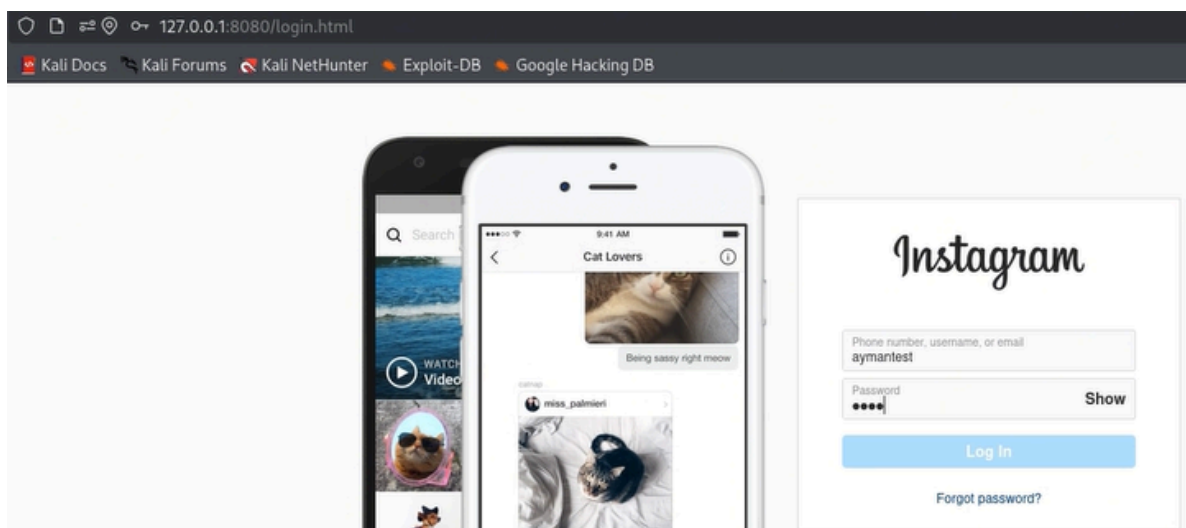 127.0.0.1:8080/login.html
Kali Docs Kali Forums Kali NetHunter Exploit-DB Google Hacking DB
Search
WATCH
Video
9:41 AM
Cat Lovers
Being sassy right meow
catnap
miss_palmieri
Instagram
Phone number, username, or email
aymantest
Password
Show
Log In
Forgot password?